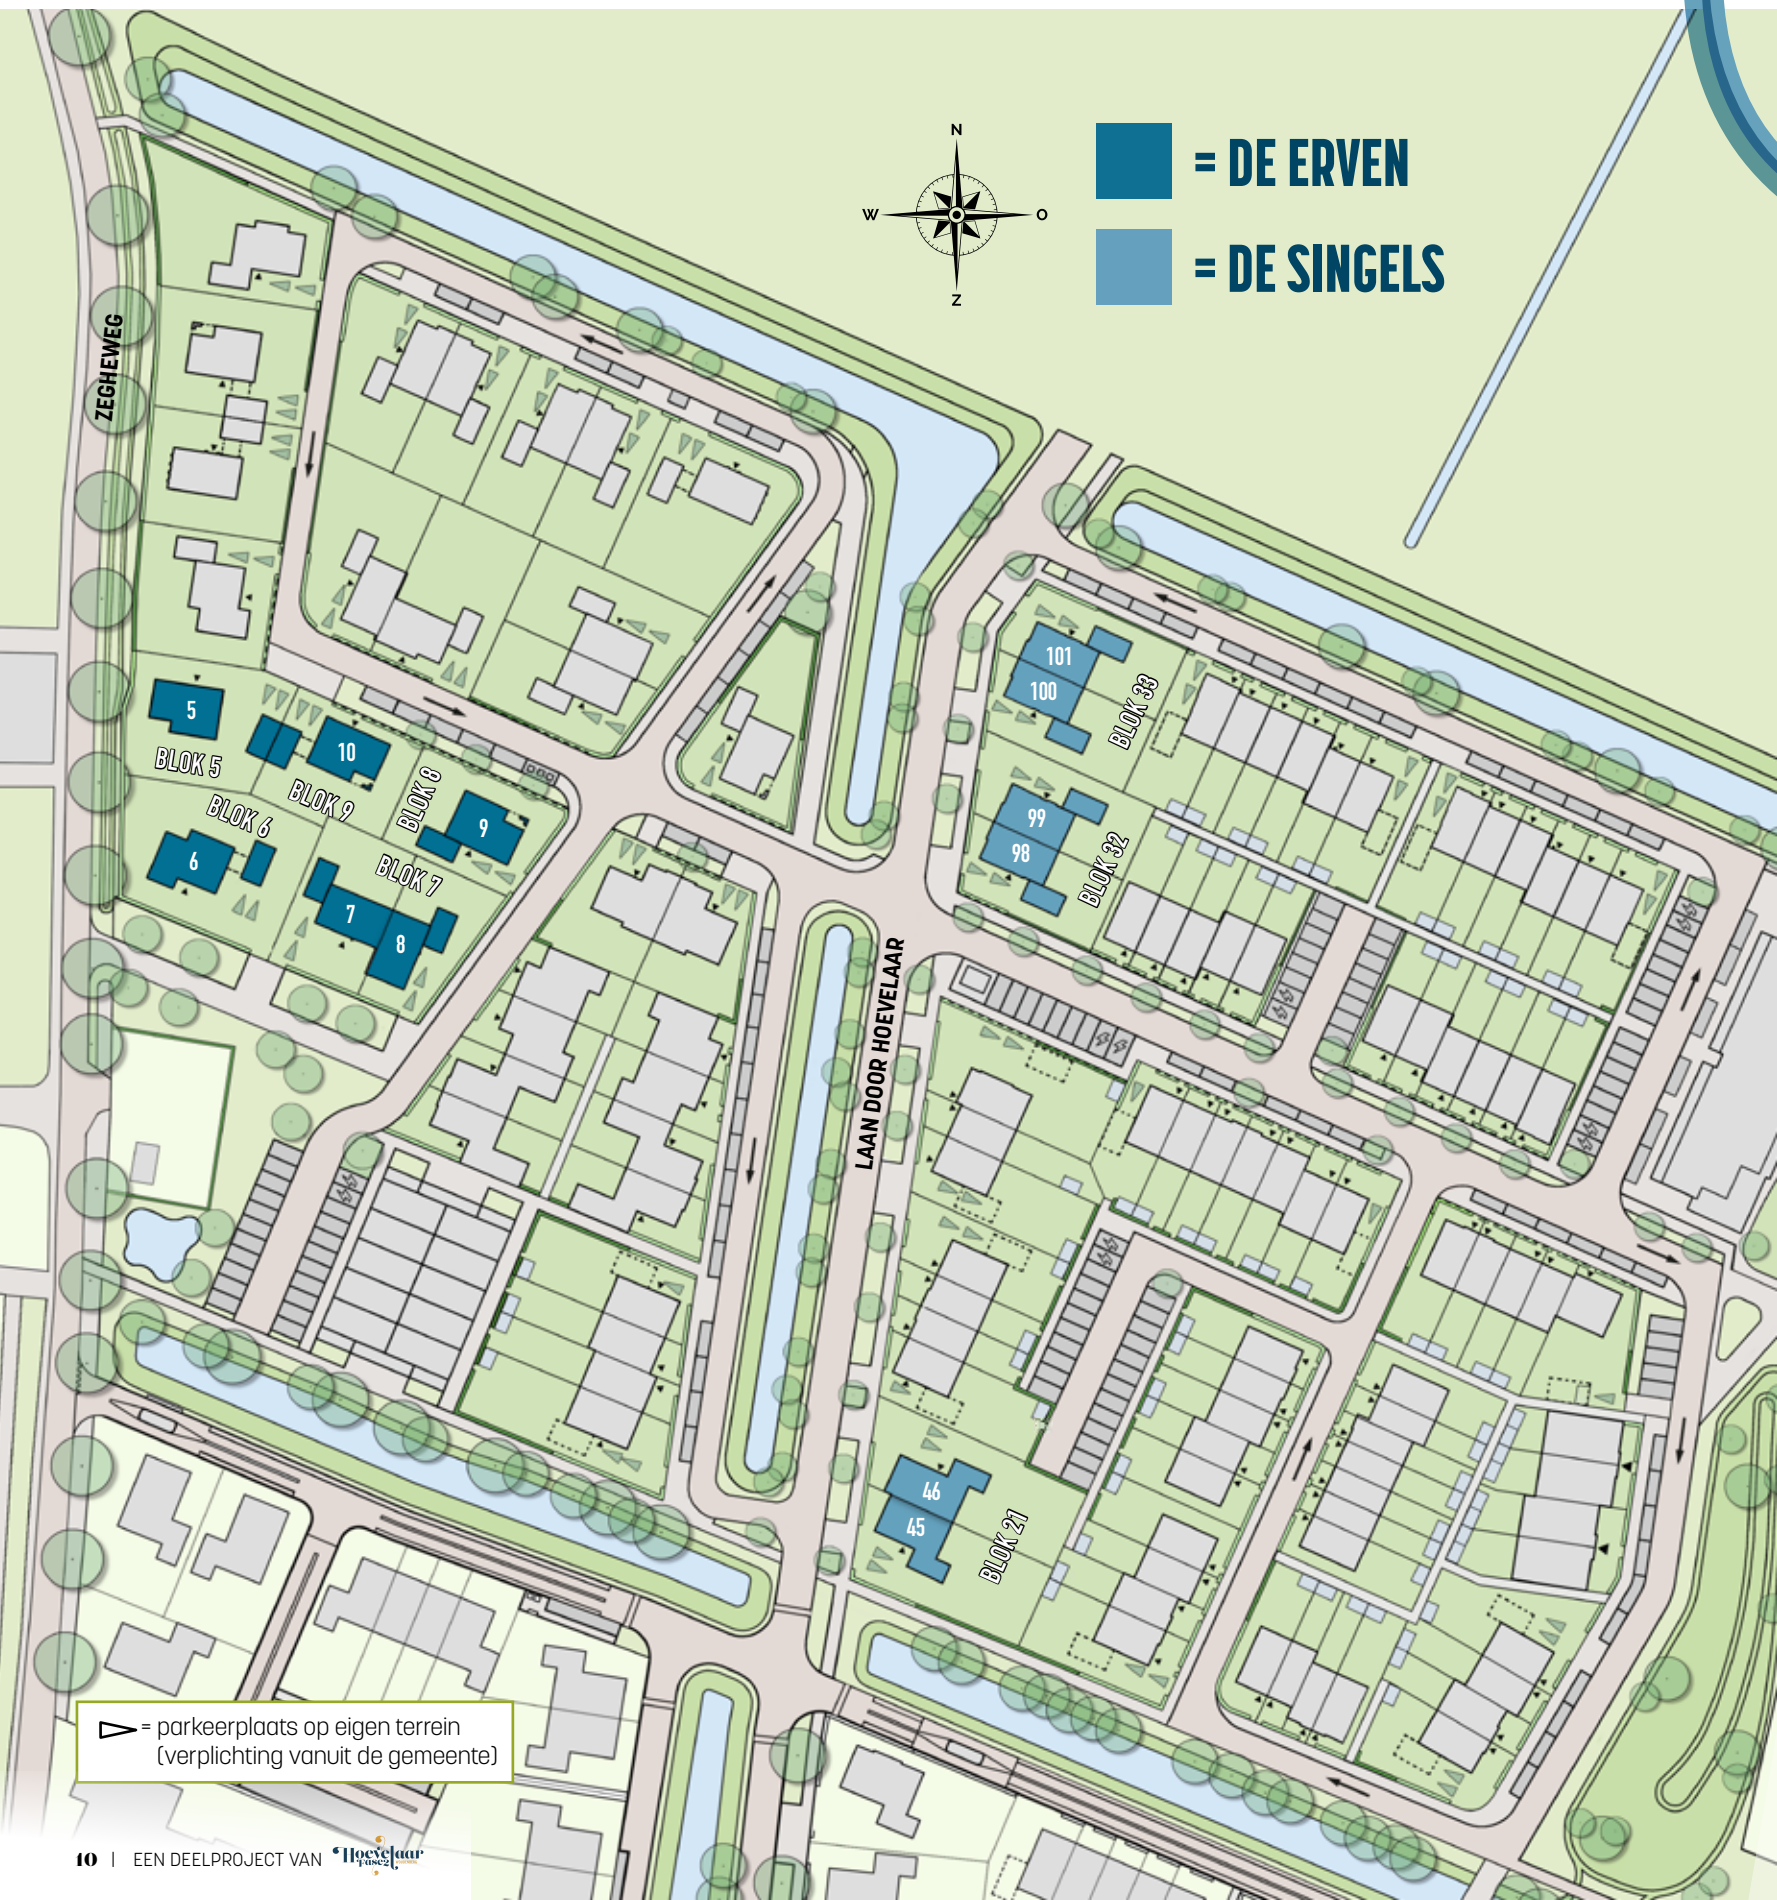 N
W
O
Z
= DE ERVEN
= DE SINGELS
ZEGHEWEG
101
100
BLOK 33
5
BLOK 5
10
BLOK 9
BLOK 8
9
BLOK 6
6
BLOK 7
7
8
99
98
BLOK 32
LAAN DOOR HOEVELAAR
46
45
BLOK 21
= parkeerplaats op eigen terrein
(verplichting vanuit de gemeente)
10 | EEN DEELPROJECT VAN
Hoevelaar
Fase2